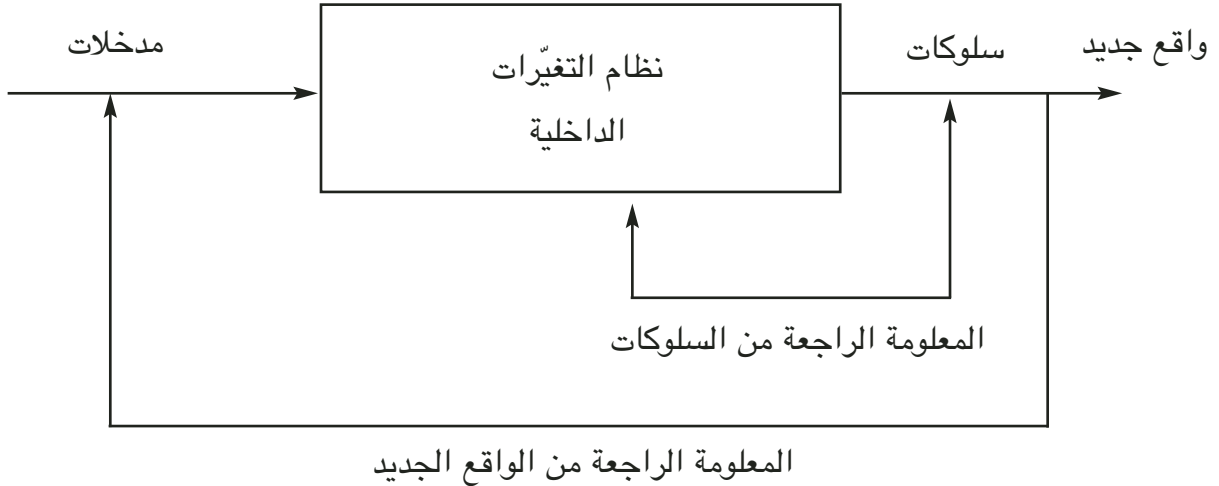 واقع جديد
سلوكات
نظام التغيّرات
الداخلية
مدخلات
المعلومة الراجعة من السلوكات
المعلومة الراجعة من الواقع الجديد